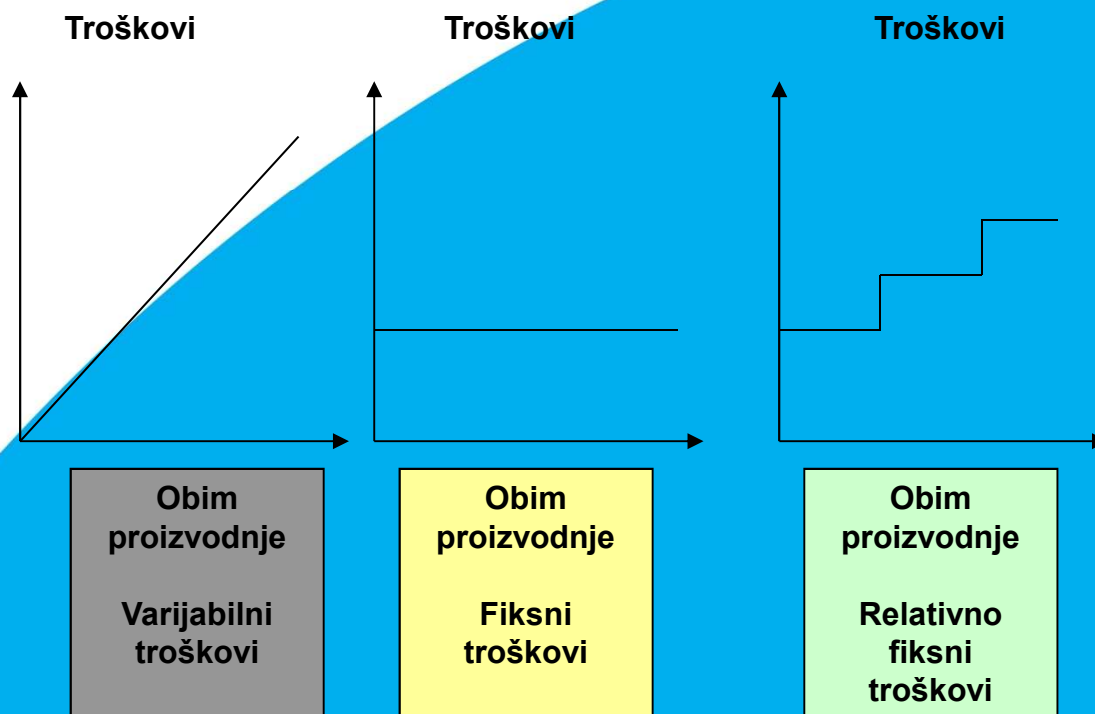 Troškovi
Troškovi
Troškovi
Obim
proizvodnje
Varijabilni
troškovi
Obim
proizvodnje
Fiksni
troškovi
Obim
proizvodnje
Relativno
fiksni
troškovi